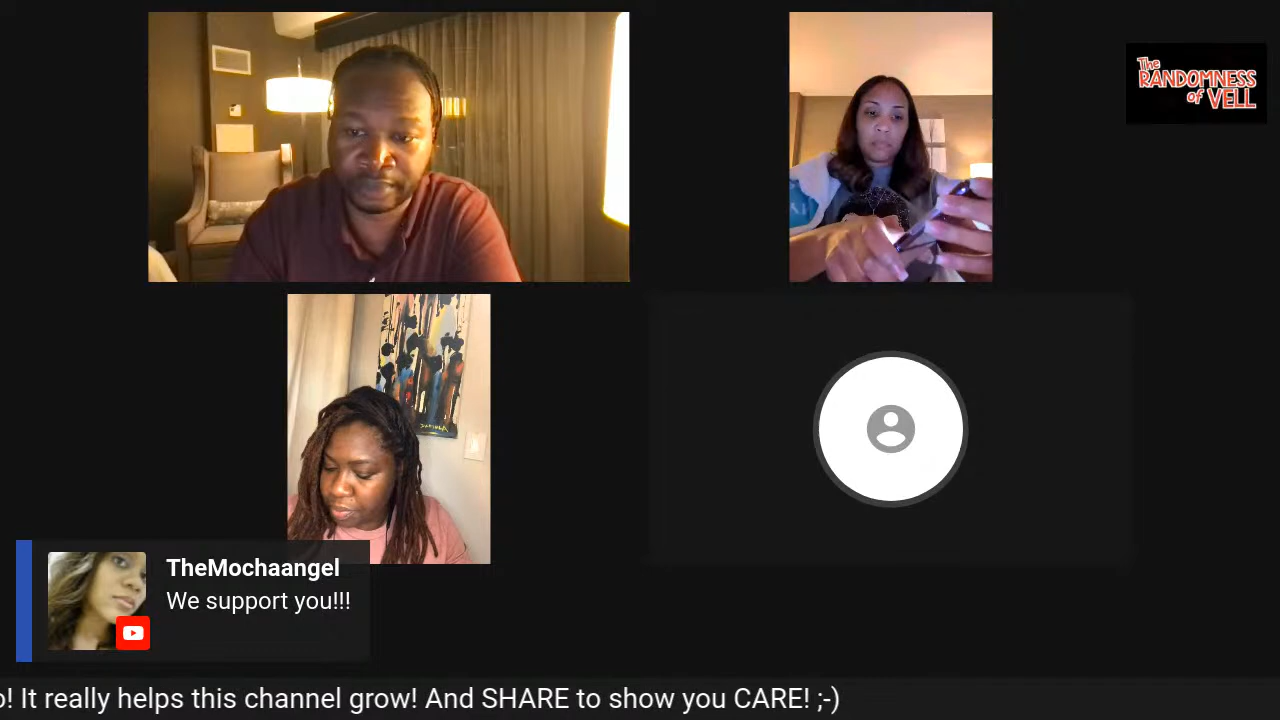 The
RANDOMNESS
of VELL
TheMochaangel
We support you!!!
o! It really helps this channel grow! And SHARE to show you CARE! ;-)